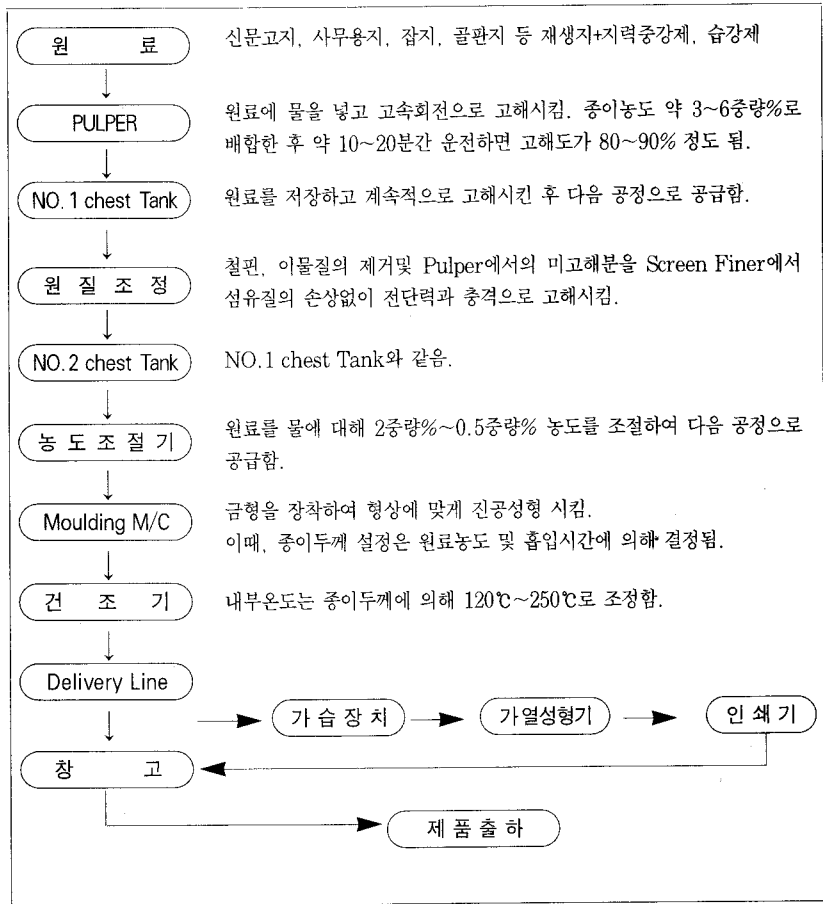 원 료
신문고지, 사무용지, 잡지, 골판지 등 재생지+지력중강제, 습강제
PULPER
원료에 물을 넣고 고속회전으로 고해시킴. 종이농도 약 3~6중량%로
배합한 후 약 10~20분간 운전하면 고해도가 80~90% 정도 됨.
NO. 1 chest Tank
원료를 저장하고 계속적으로 고해시킨 후 다음 공정으로 공급함.
원 질 조 정
철핀, 이물질의 제거및 Pulper에서의 미고해분을 Screen Finer에서
섬유질의 손상없이 전단력과 충격으로 고해시킴.
NO. 2 chest Tank
NO.1 chest Tank와 같음.
농 도 조 절 기
원료를 물에 대해 2중량%~0.5중량% 농도를 조절하여 다음 공정으로
공급함.
Moulding M/C
금형을 장착하여 형상에 맞게 진공성형 시킴.
이때, 종이두께 설정은 원료농도 및 흡입시간에 의해 결정됨.
건 조 기
내부온도는 종이두께에 의해 120℃~250℃로 조정함.
Delivery Line
가 습 장 치
가열성형기
인 쇄 기
창 고
제 품 출 하